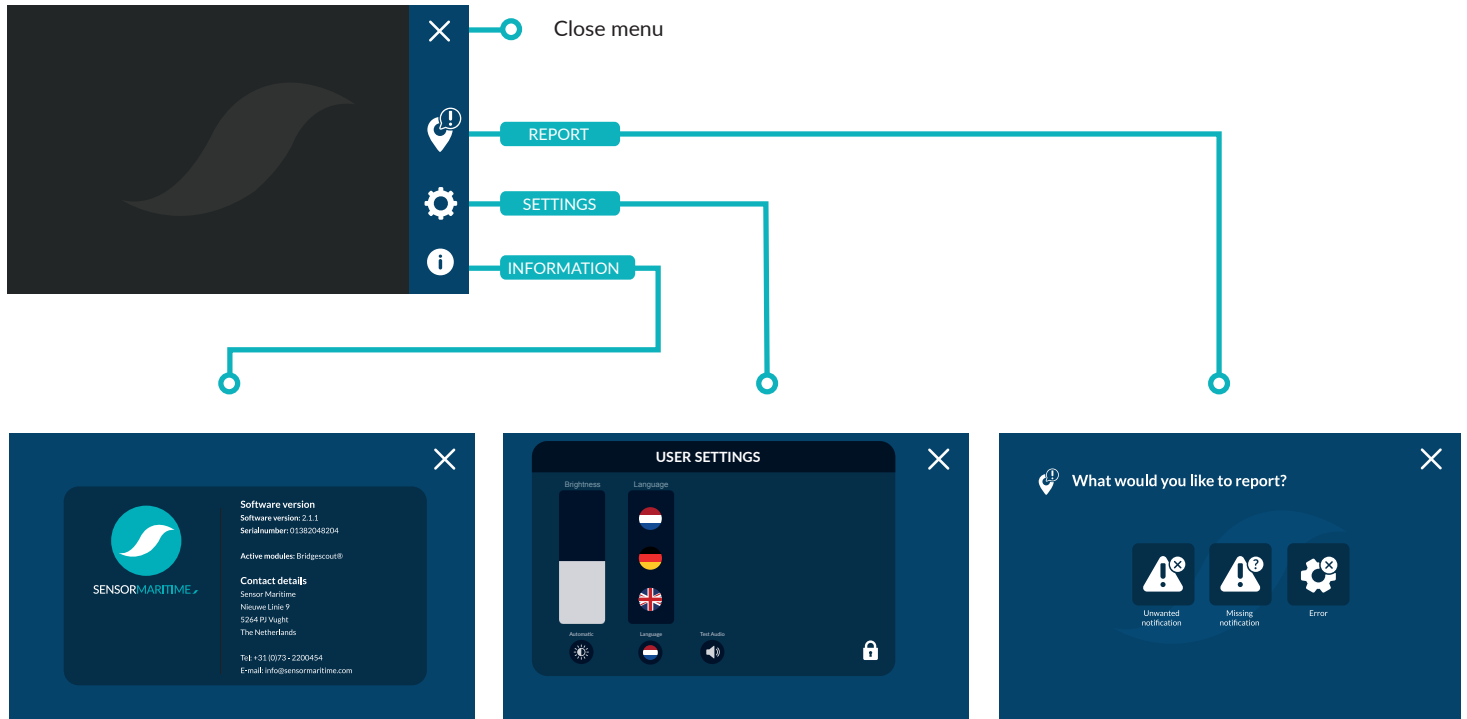 Close menu
REPORT
SETTINGS
INFORMATION
SENSORMARITIME
Software version
Software version: 2.1.1
Serialnumber: 01382048204
Active modules: Bridgescout®
Contact details
Sensor Maritime
Nieuwe Linie 9
5264 PJ Vught
The Netherlands
Tel: +31 (0)73 - 2200454
E-mail: info@sensormaritime.com
USER SETTINGS
Brightness
Language
Automatic
Language
Test Audio
What would you like to report?
Unwanted
notification
Missing
notification
Error